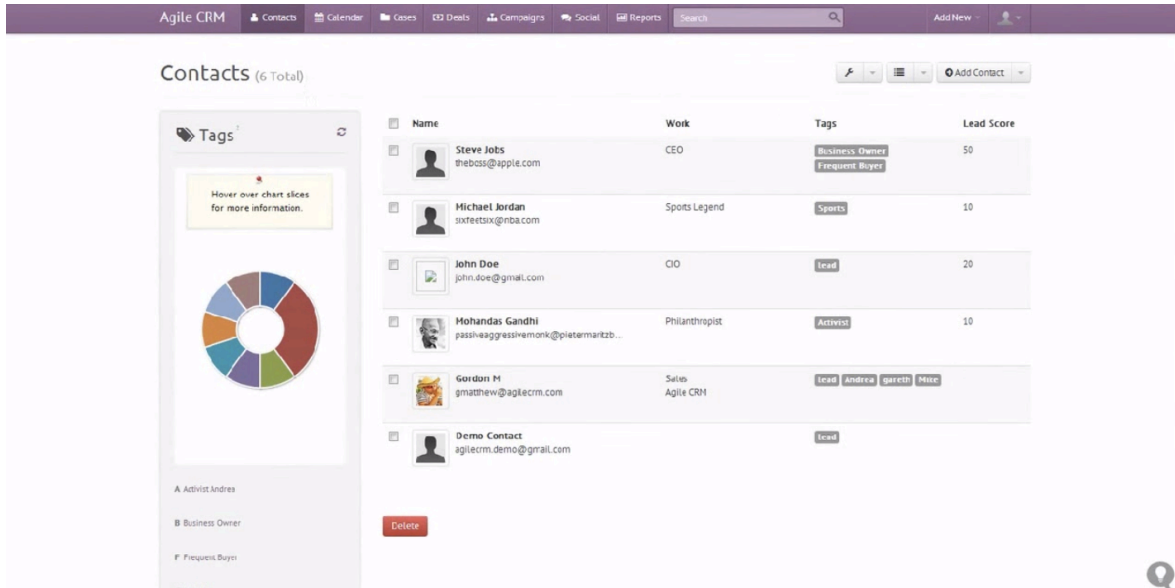 Agile CRM Contacts Calendar Cases Deals Campaigns Social Reports Search Add New
Contacts (6 Total)
Add Contact
Tags
Hover over chart slices
for more information.
A Activist Andrea
B Business Owner
F Frequent Buyer
Name Work Tags Lead Score
Steve Jobs CEO Business Owner 50
theboss@apple.com Frequent Buyer
Michael Jordan Sports Legend Sports 10
sixfeetsix@nba.com
John Doe CIO lead 20
john.doe@gmail.com
Mohandas Gandhi Philanthropist Activist 10
passiveaggressivemonk@pietermaritzb...
Gordon M Sales lead Andrea gareth Mike
gmatthew@agilecrm.com Agile CRM
Demo Contact lead
agilecrm.demo@gmail.com
Delete